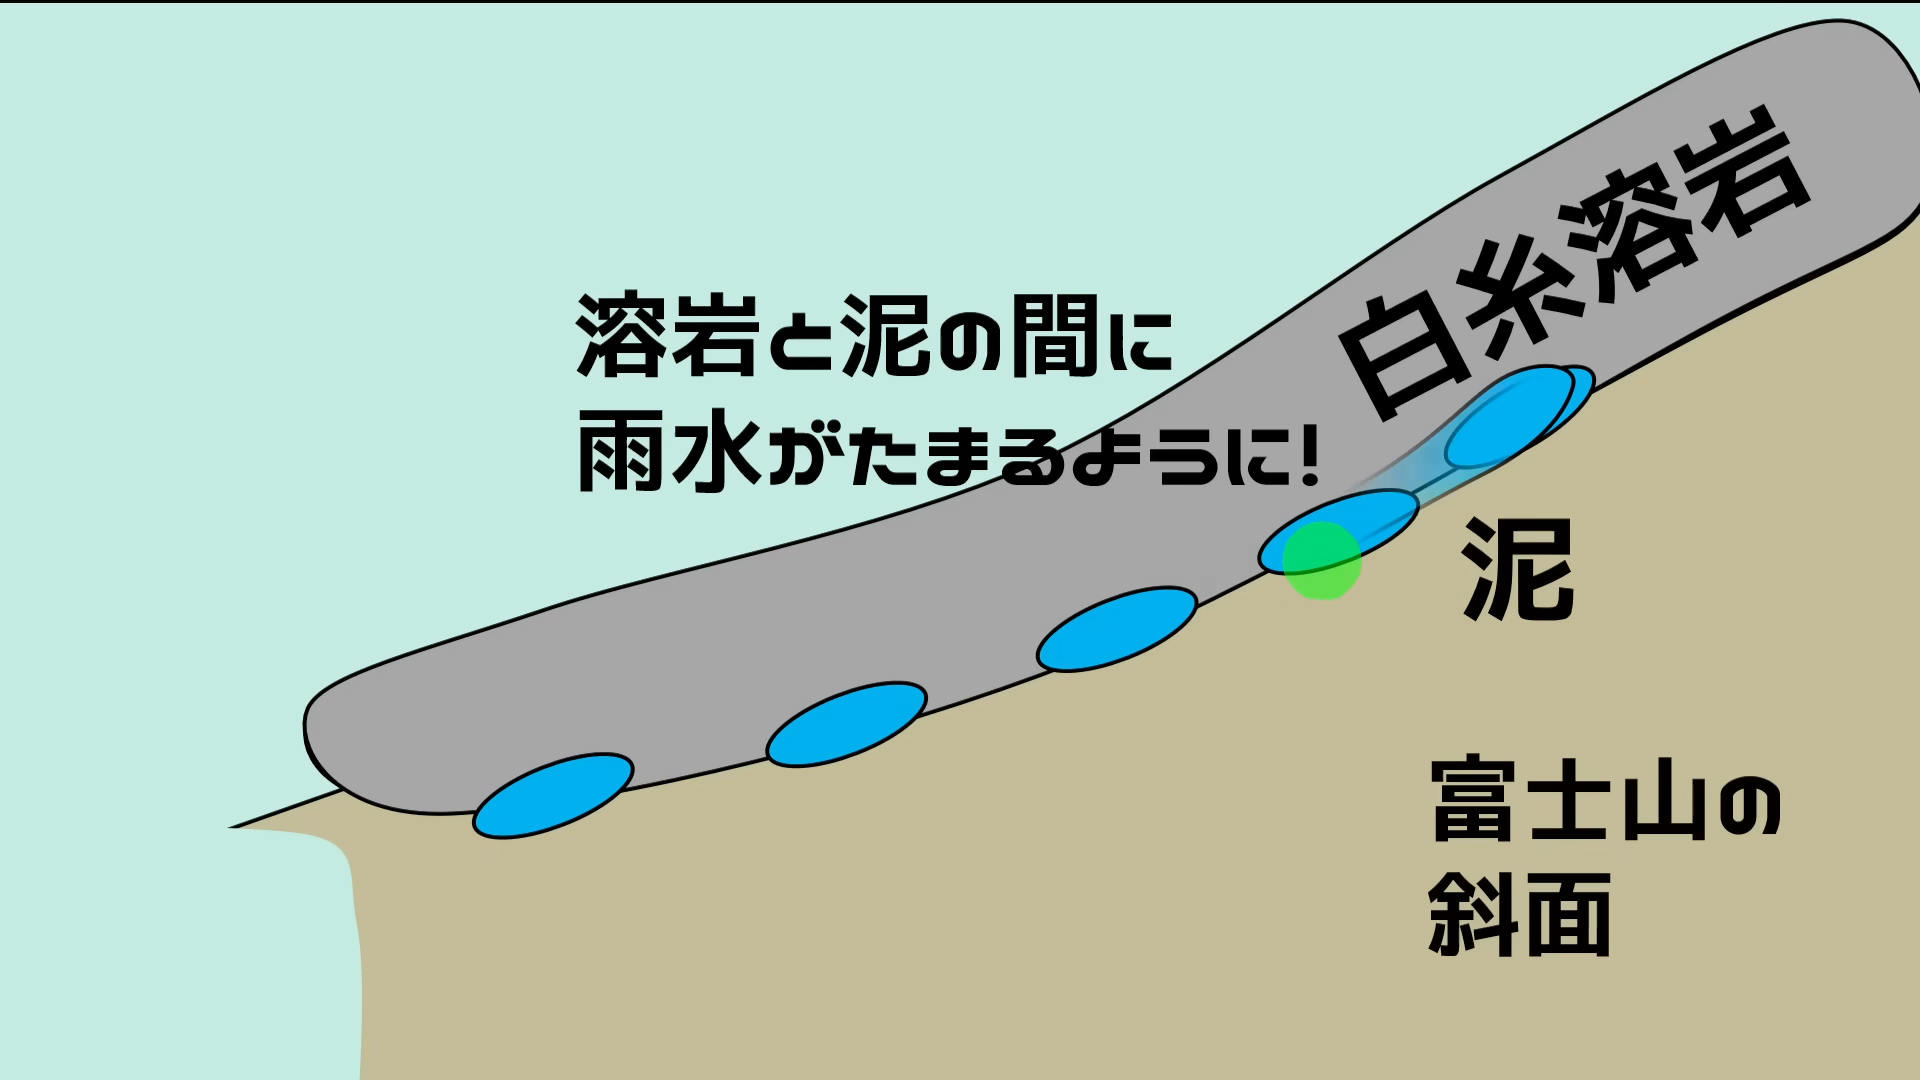 白糸溶岩
溶岩と泥の間に
雨水がたまるように!
泥
富士山の
斜面